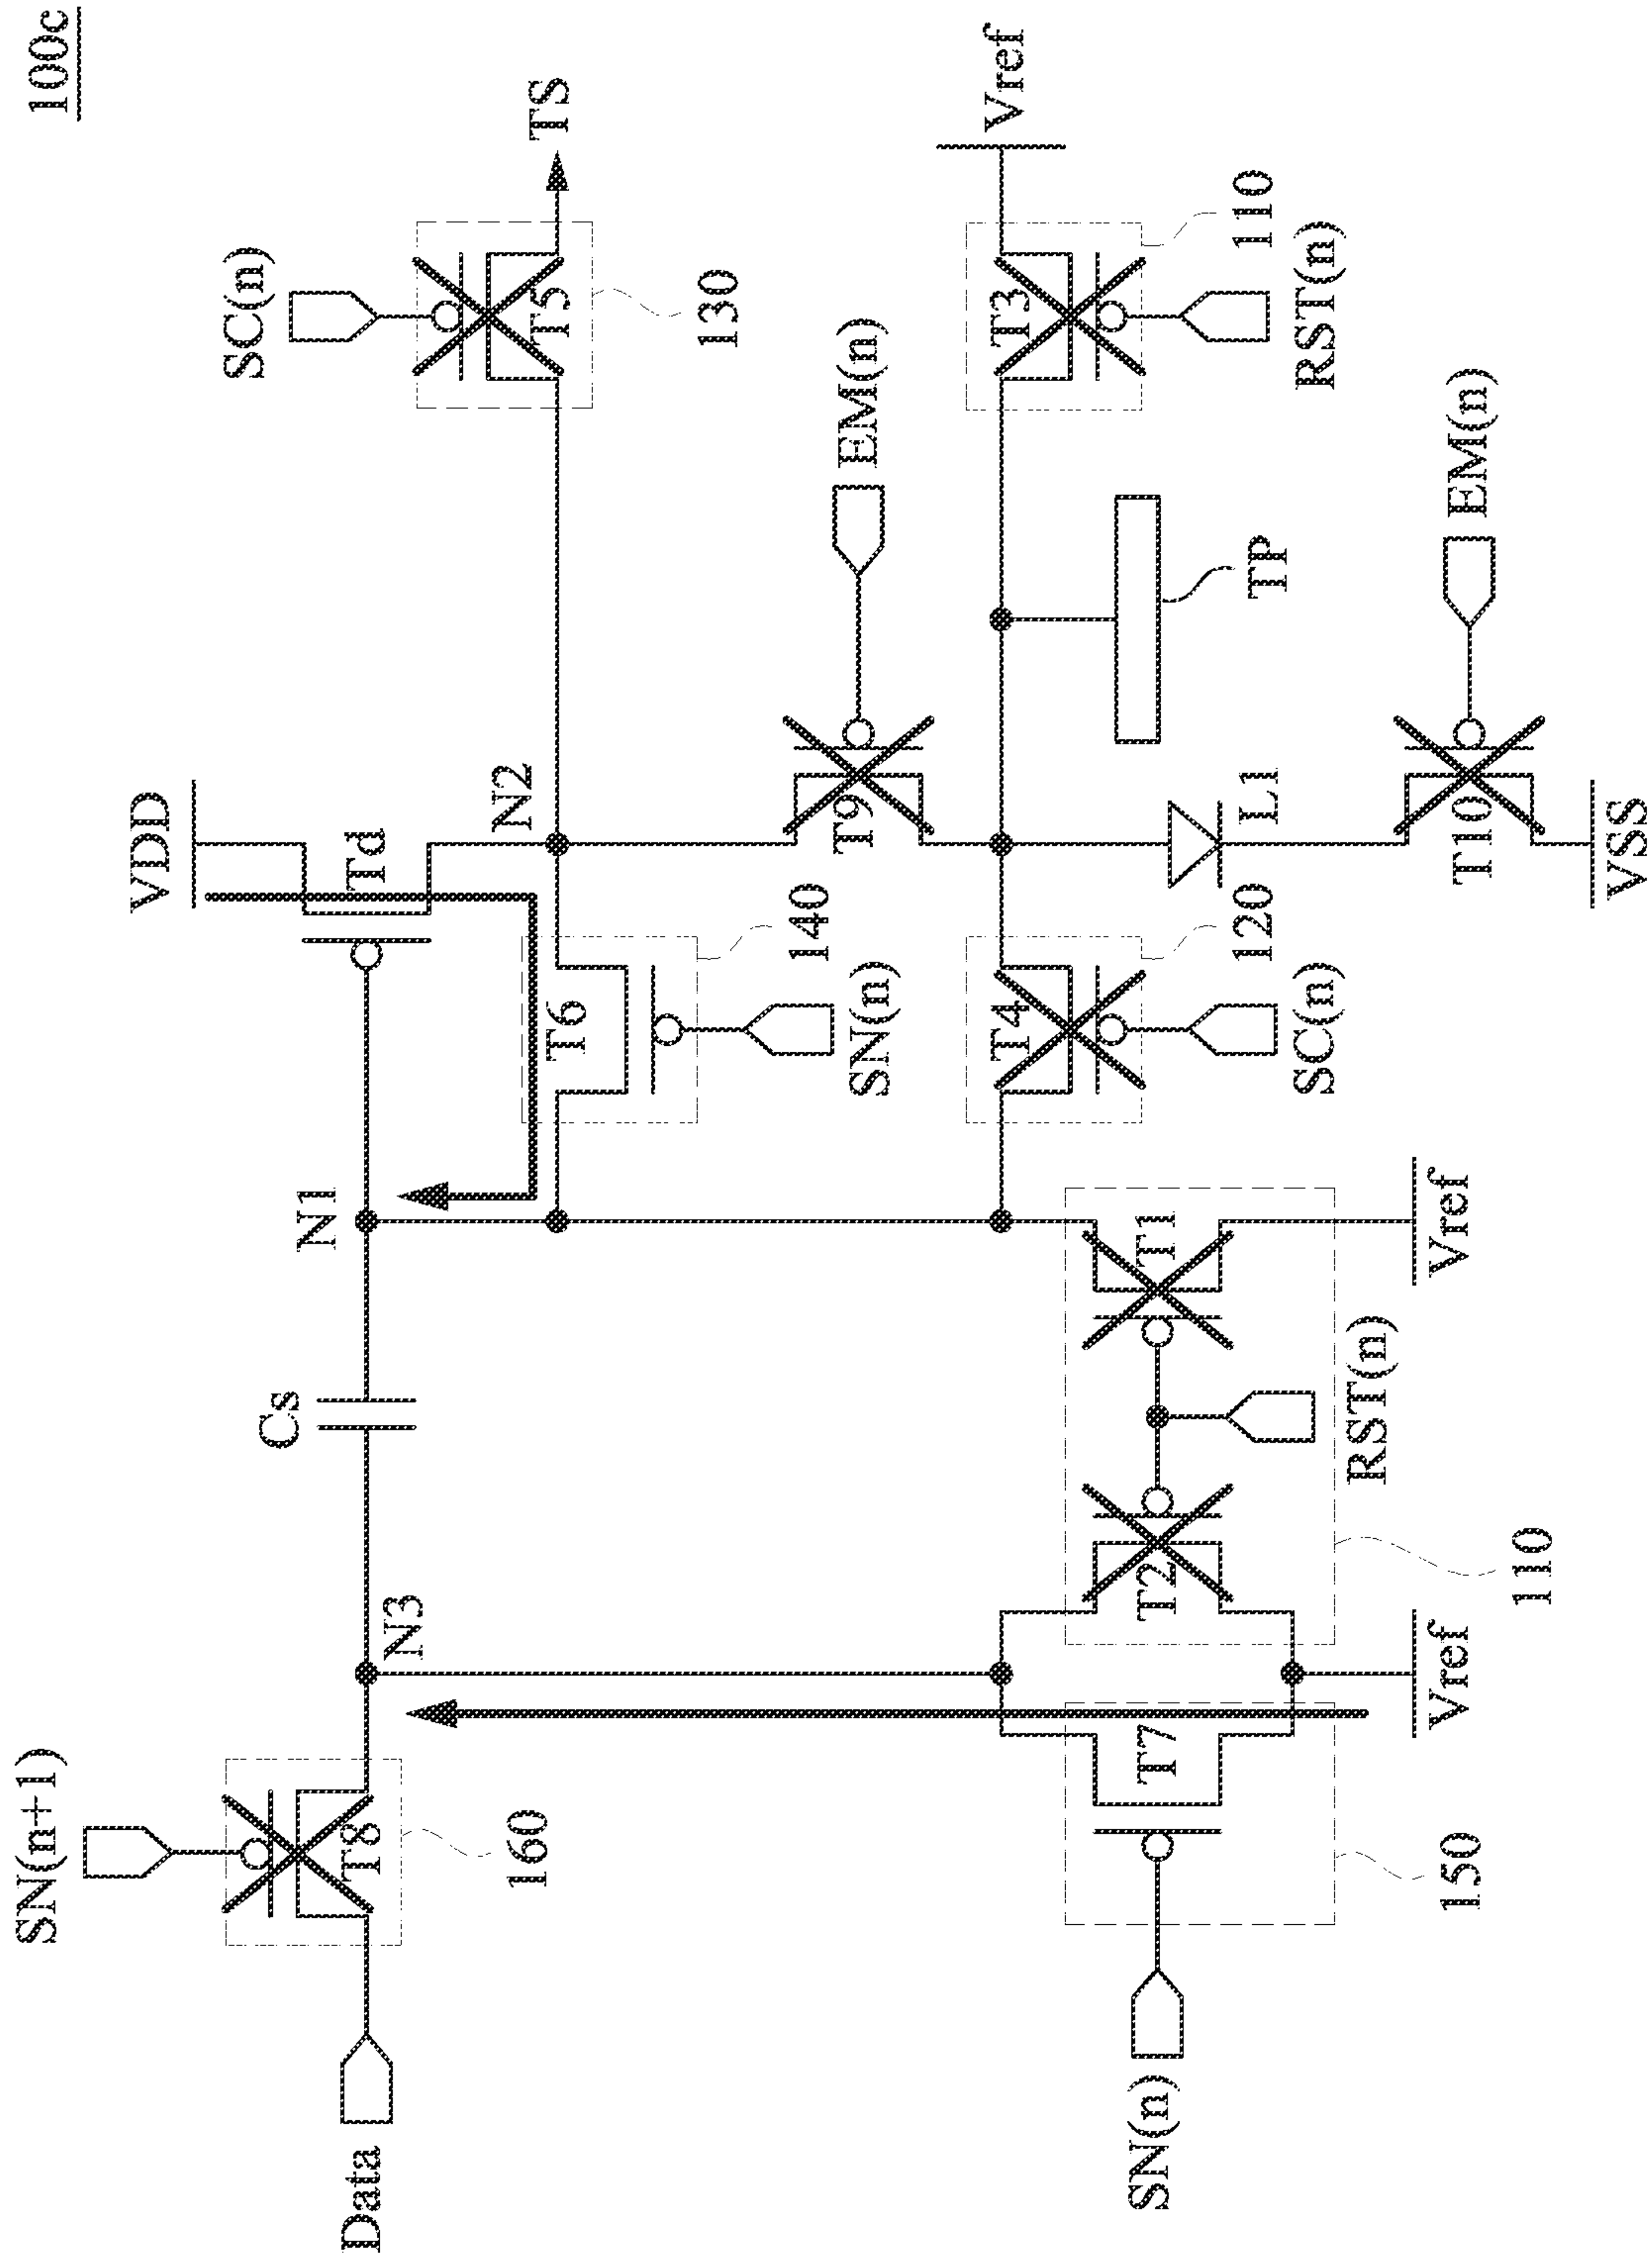 100c
SC(n)
TS
T5
130
VDD
Td
N2
EM(n)
T9
Vref
T3
110
RST(n)
TP
EM(n)
T10
L1
VSS
T6
140
SN(n)
T4
120
SC(n)
N1
Cs
N3
T1
Vref
RST(n)
T2
110
Vref
T7
150
SN(n)
SN(n+1)
T8
160
Data